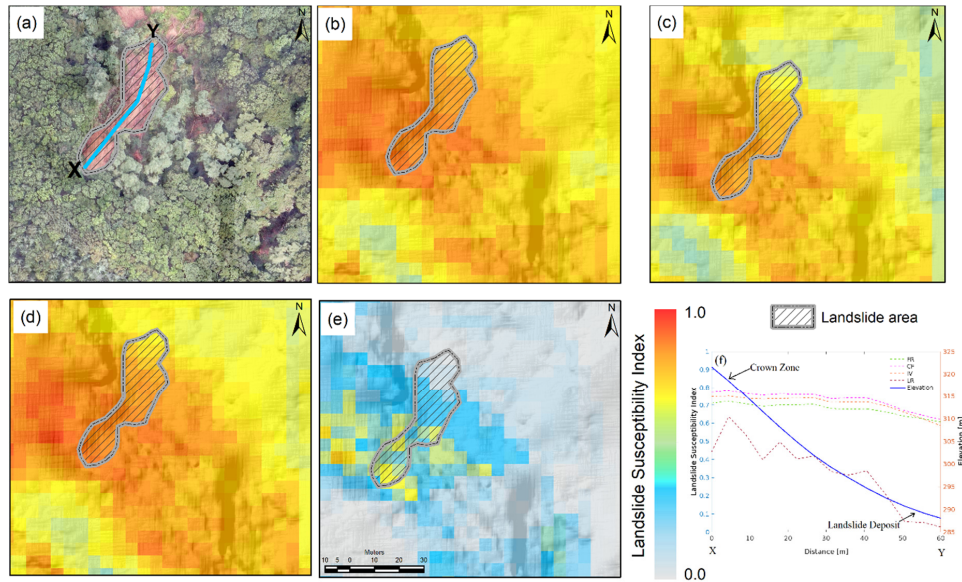 (a)
N
Y
X
(b)
N
(c)
N
(d)
N
(e)
N
Meters
10 5 0 10 20 30
Landslide Susceptibility Index
1.0
0.0
Landslide area
(f)
Crown Zone
FR
CF
IV
LR
Elevation
Landslide Deposit
Landslide Susceptibility Index
1
0.9
0.8
0.7
0.6
0.5
0.4
0.3
0.2
0.1
0
0 10 20 30 40 50 60
X Distance [m] Y
325
320
315
310
305
300
295
290
285
Elevation [m]